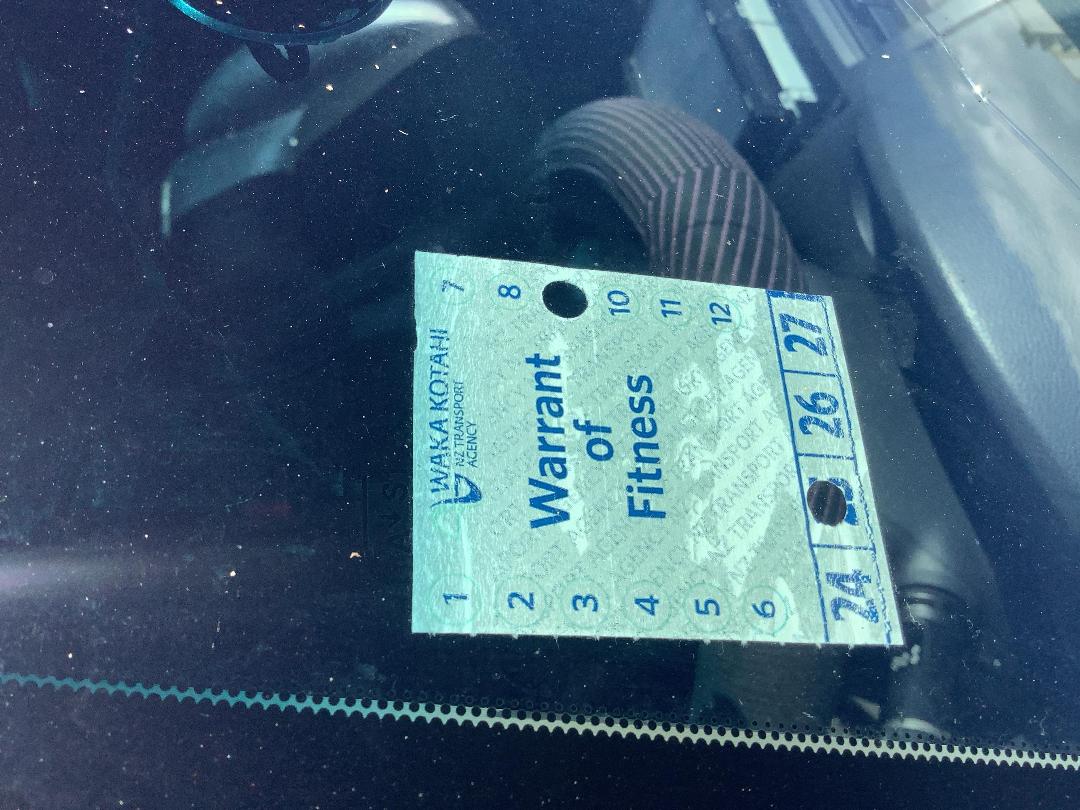 WAKA KOTAHI
NZ TRANSPORT
AGENCY
1 7
2 8
Warrant
3
of
4 10
Fitness
5 11
6 12
24 26 27